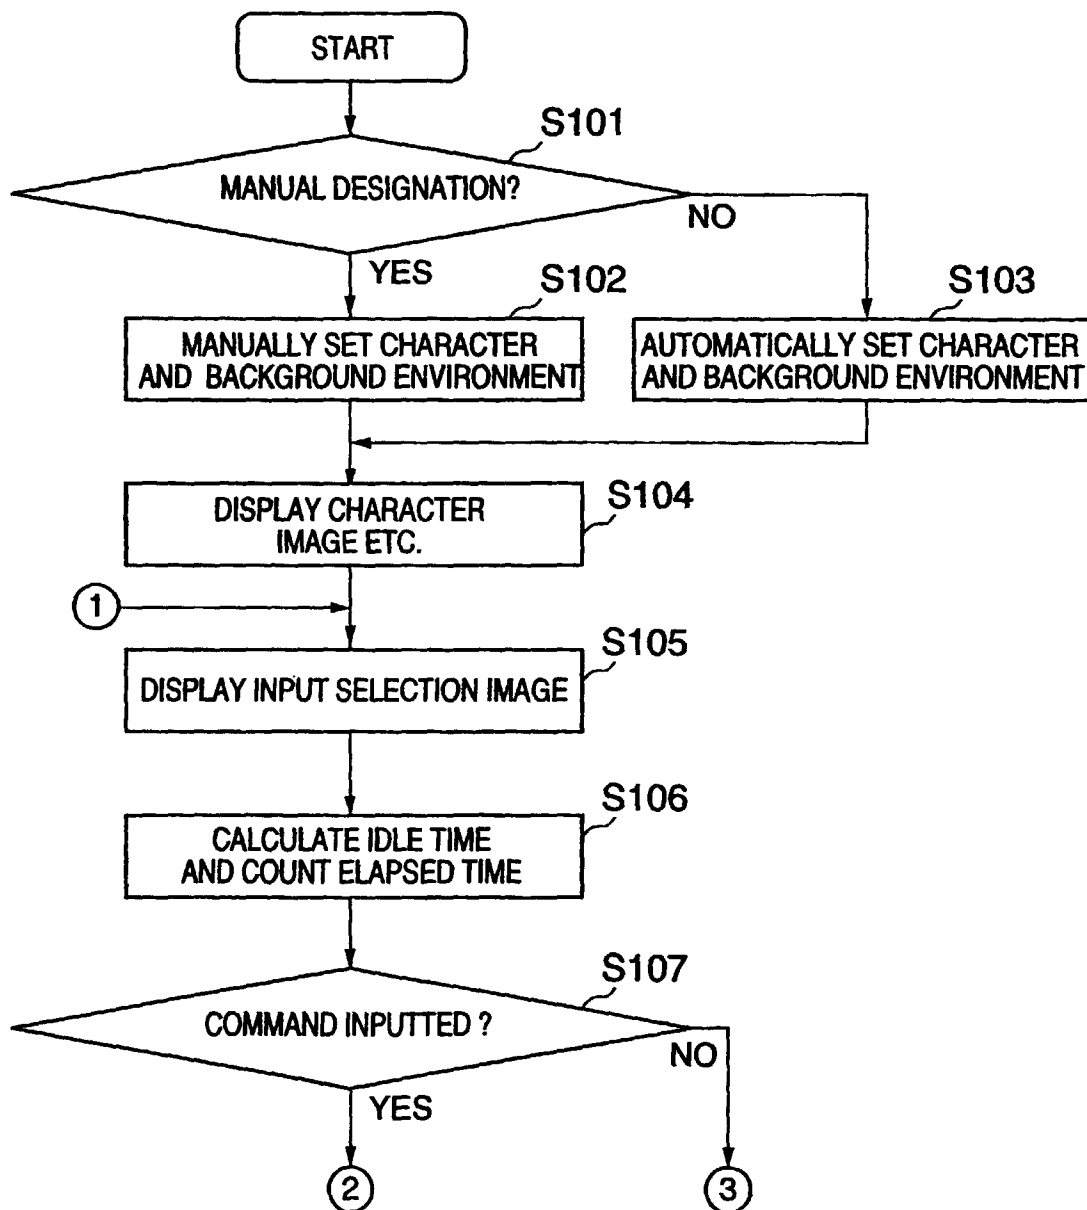 START
S101
MANUAL DESIGNATION?
NO
YES
S102
S103
MANUALLY SET CHARACTER
AND BACKGROUND ENVIRONMENT
AUTOMATICALLY SET CHARACTER
AND BACKGROUND ENVIRONMENT
S104
DISPLAY CHARACTER
IMAGE ETC.
1
S105
DISPLAY INPUT SELECTION IMAGE
S106
CALCULATE IDLE TIME
AND COUNT ELAPSED TIME
S107
COMMAND INPUTTED ?
NO
YES
2
3